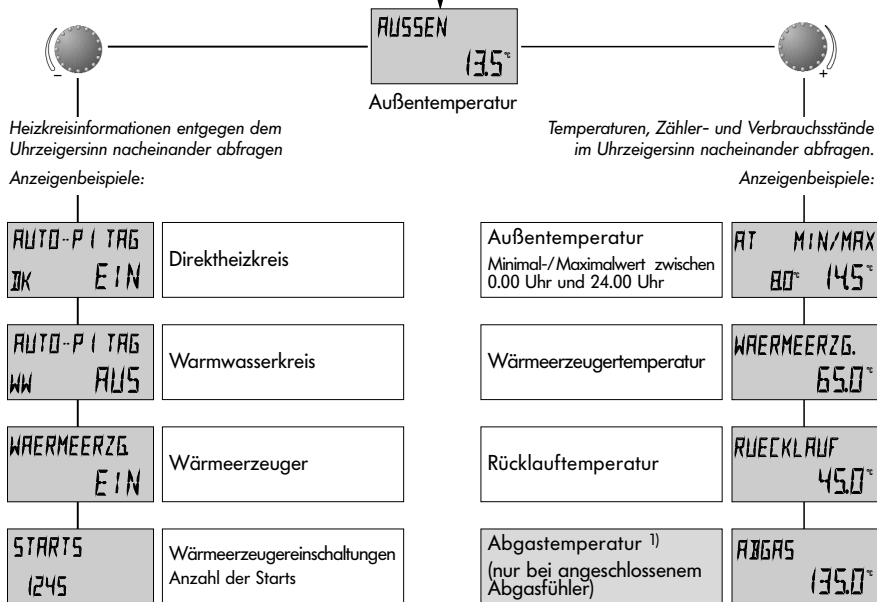 AUSSEN
13.5°C
Außentemperatur
–
+
Heizkreisinformationen entgegen dem
Uhrzeigersinn nacheinander abfragen
Anzeigenbeispiele:
Temperaturen, Zähler- und Verbrauchsstände
im Uhrzeigersinn nacheinander abfragen.
Anzeigenbeispiele:
AUTO-P1 TAG
DK EIN
Direktheizkreis
AUTO-P1 TAG
WW AUS
Warmwasserkreis
WAERMEERZG.
EIN
Wärmeerzeuger
STARTS
1245
Wärmeerzeugereinschaltungen
Anzahl der Starts
Außentemperatur
Minimal-/Maximalwert zwischen
0.00 Uhr und 24.00 Uhr
AT MIN/MAX
8.0°C 14.5°C
Wärmeerzeugertemperatur
WAERMEERZG.
65.0°C
Rücklauftemperatur
RUECKLAUF
45.0°C
Abgastemperatur 1)
(nur bei angeschlossenem
Abgasfühler)
ABGAS
135.0°C